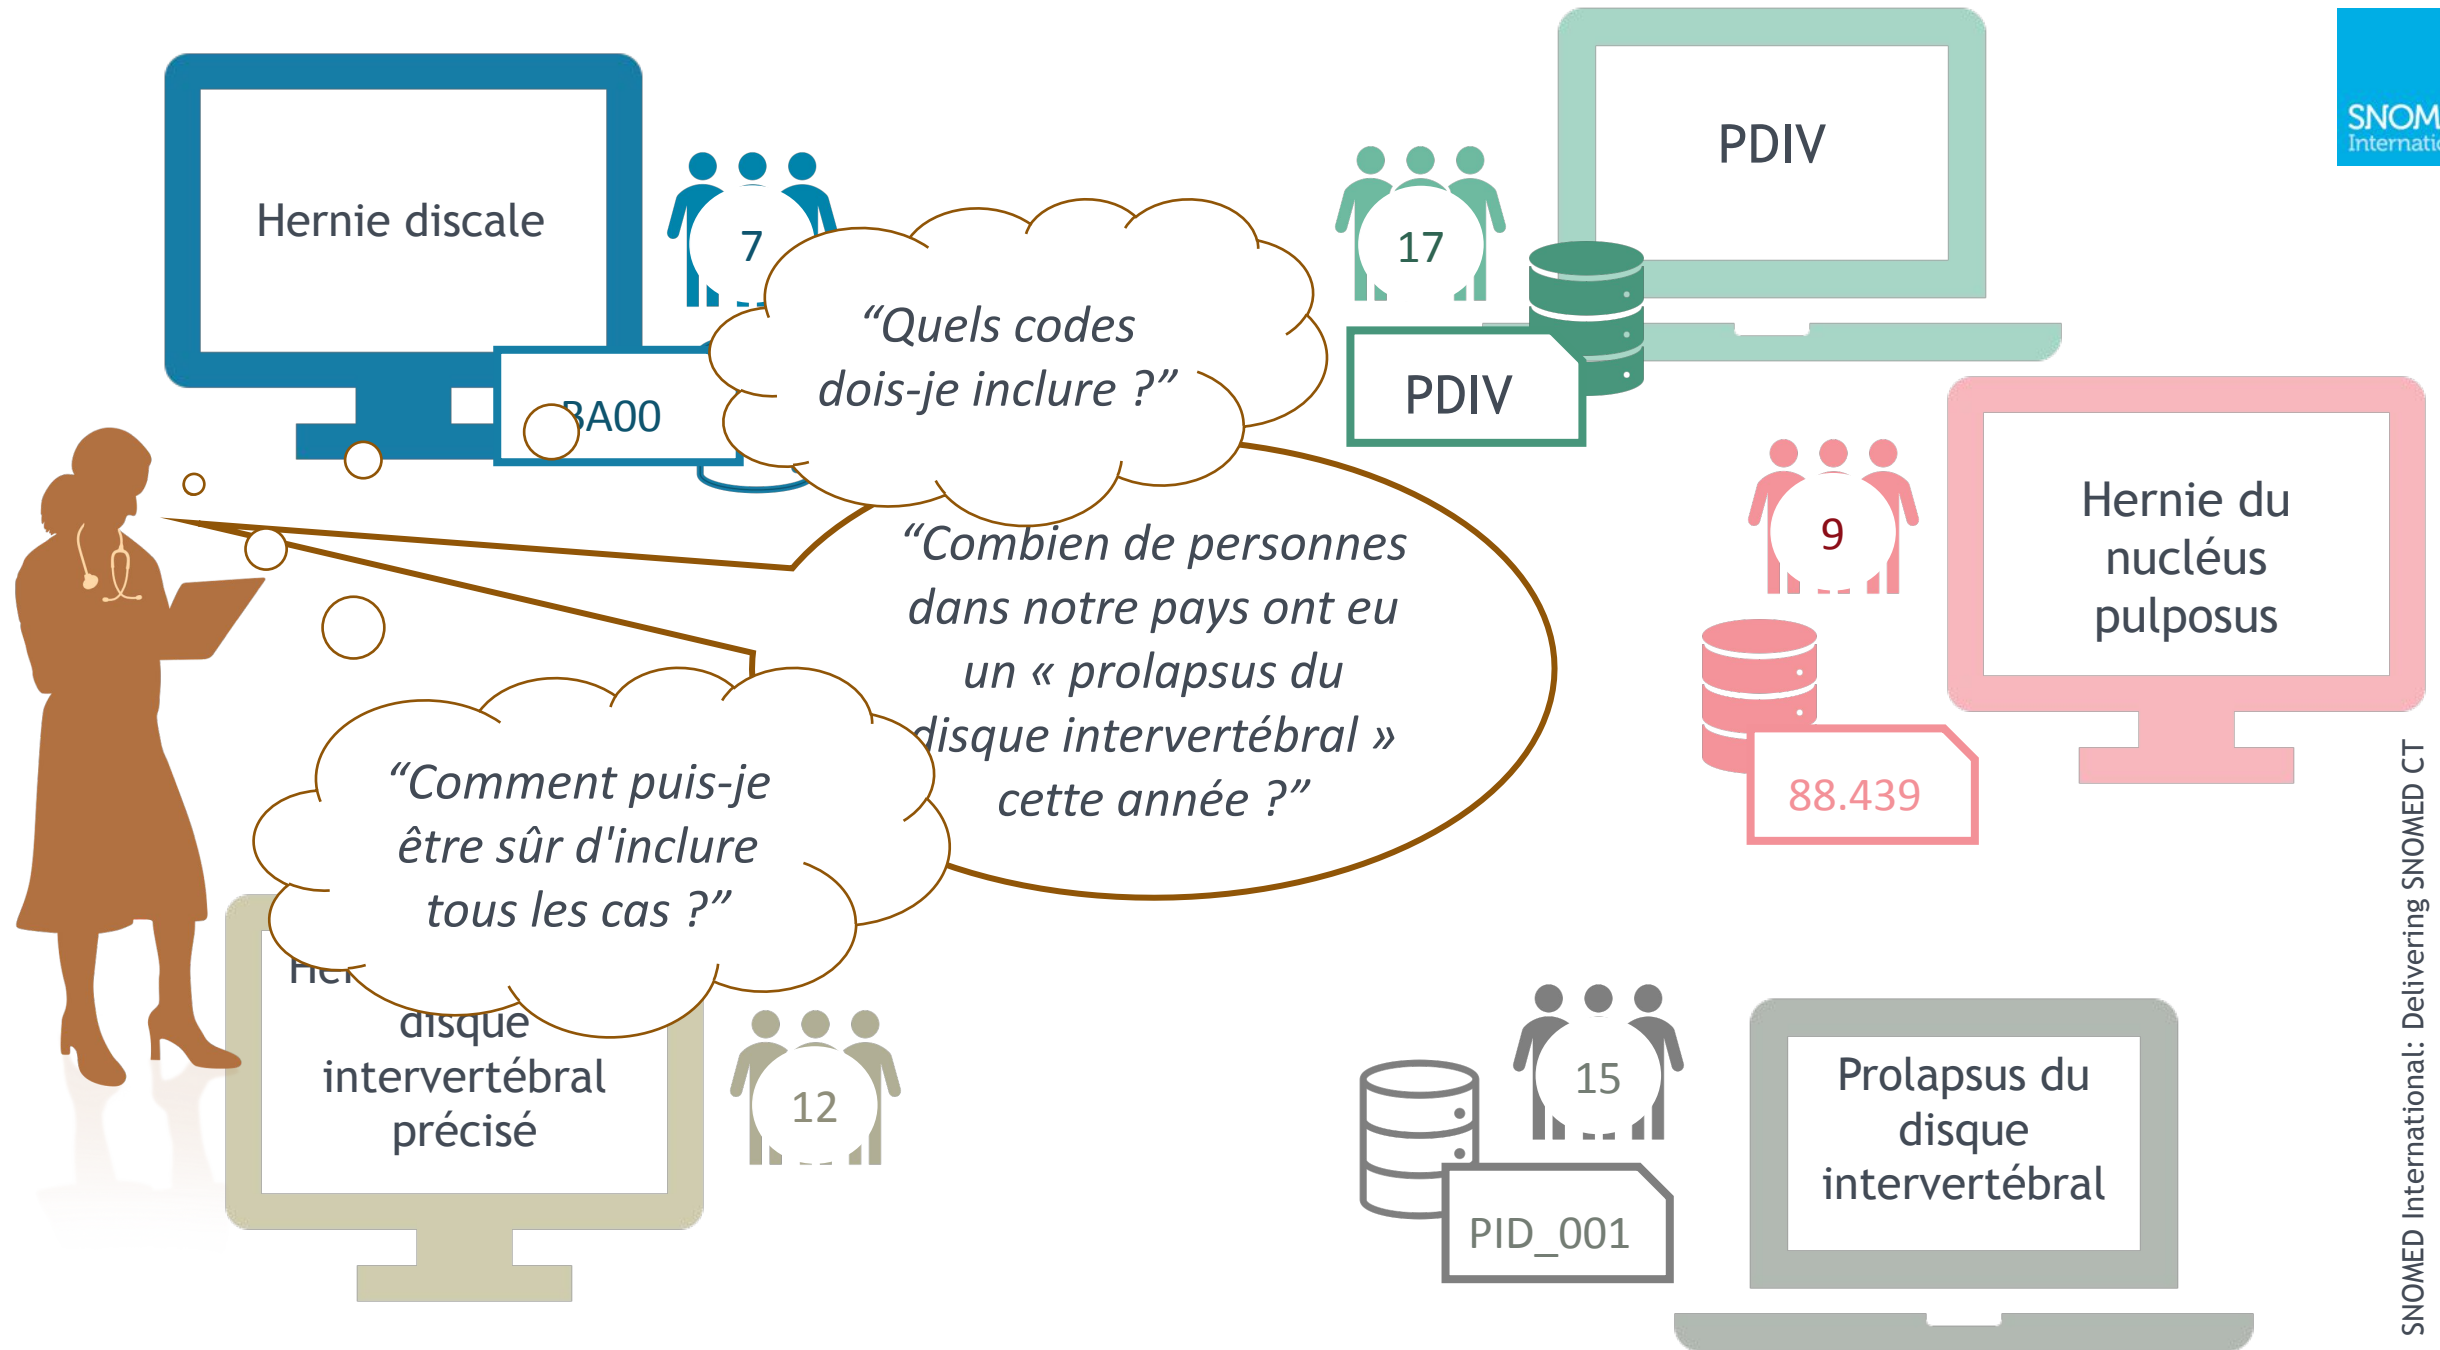 Hernie discale
7
BA00
“Quels codes
dois-je inclure ?”
17
PDIV
PDIV
SNOM
Internatio
“Combien de personnes
dans notre pays ont eu
un « prolapsus du
disque intervertébral »
cette année ?”
9
Hernie du
nucléus
pulposus
88.439
“Comment puis-je
être sûr d'inclure
tous les cas ?”
disque
intervertébral
précisé
12
15
PID_001
Prolapsus du
disque
intervertébral
SNOMED International: Delivering SNOMED CT